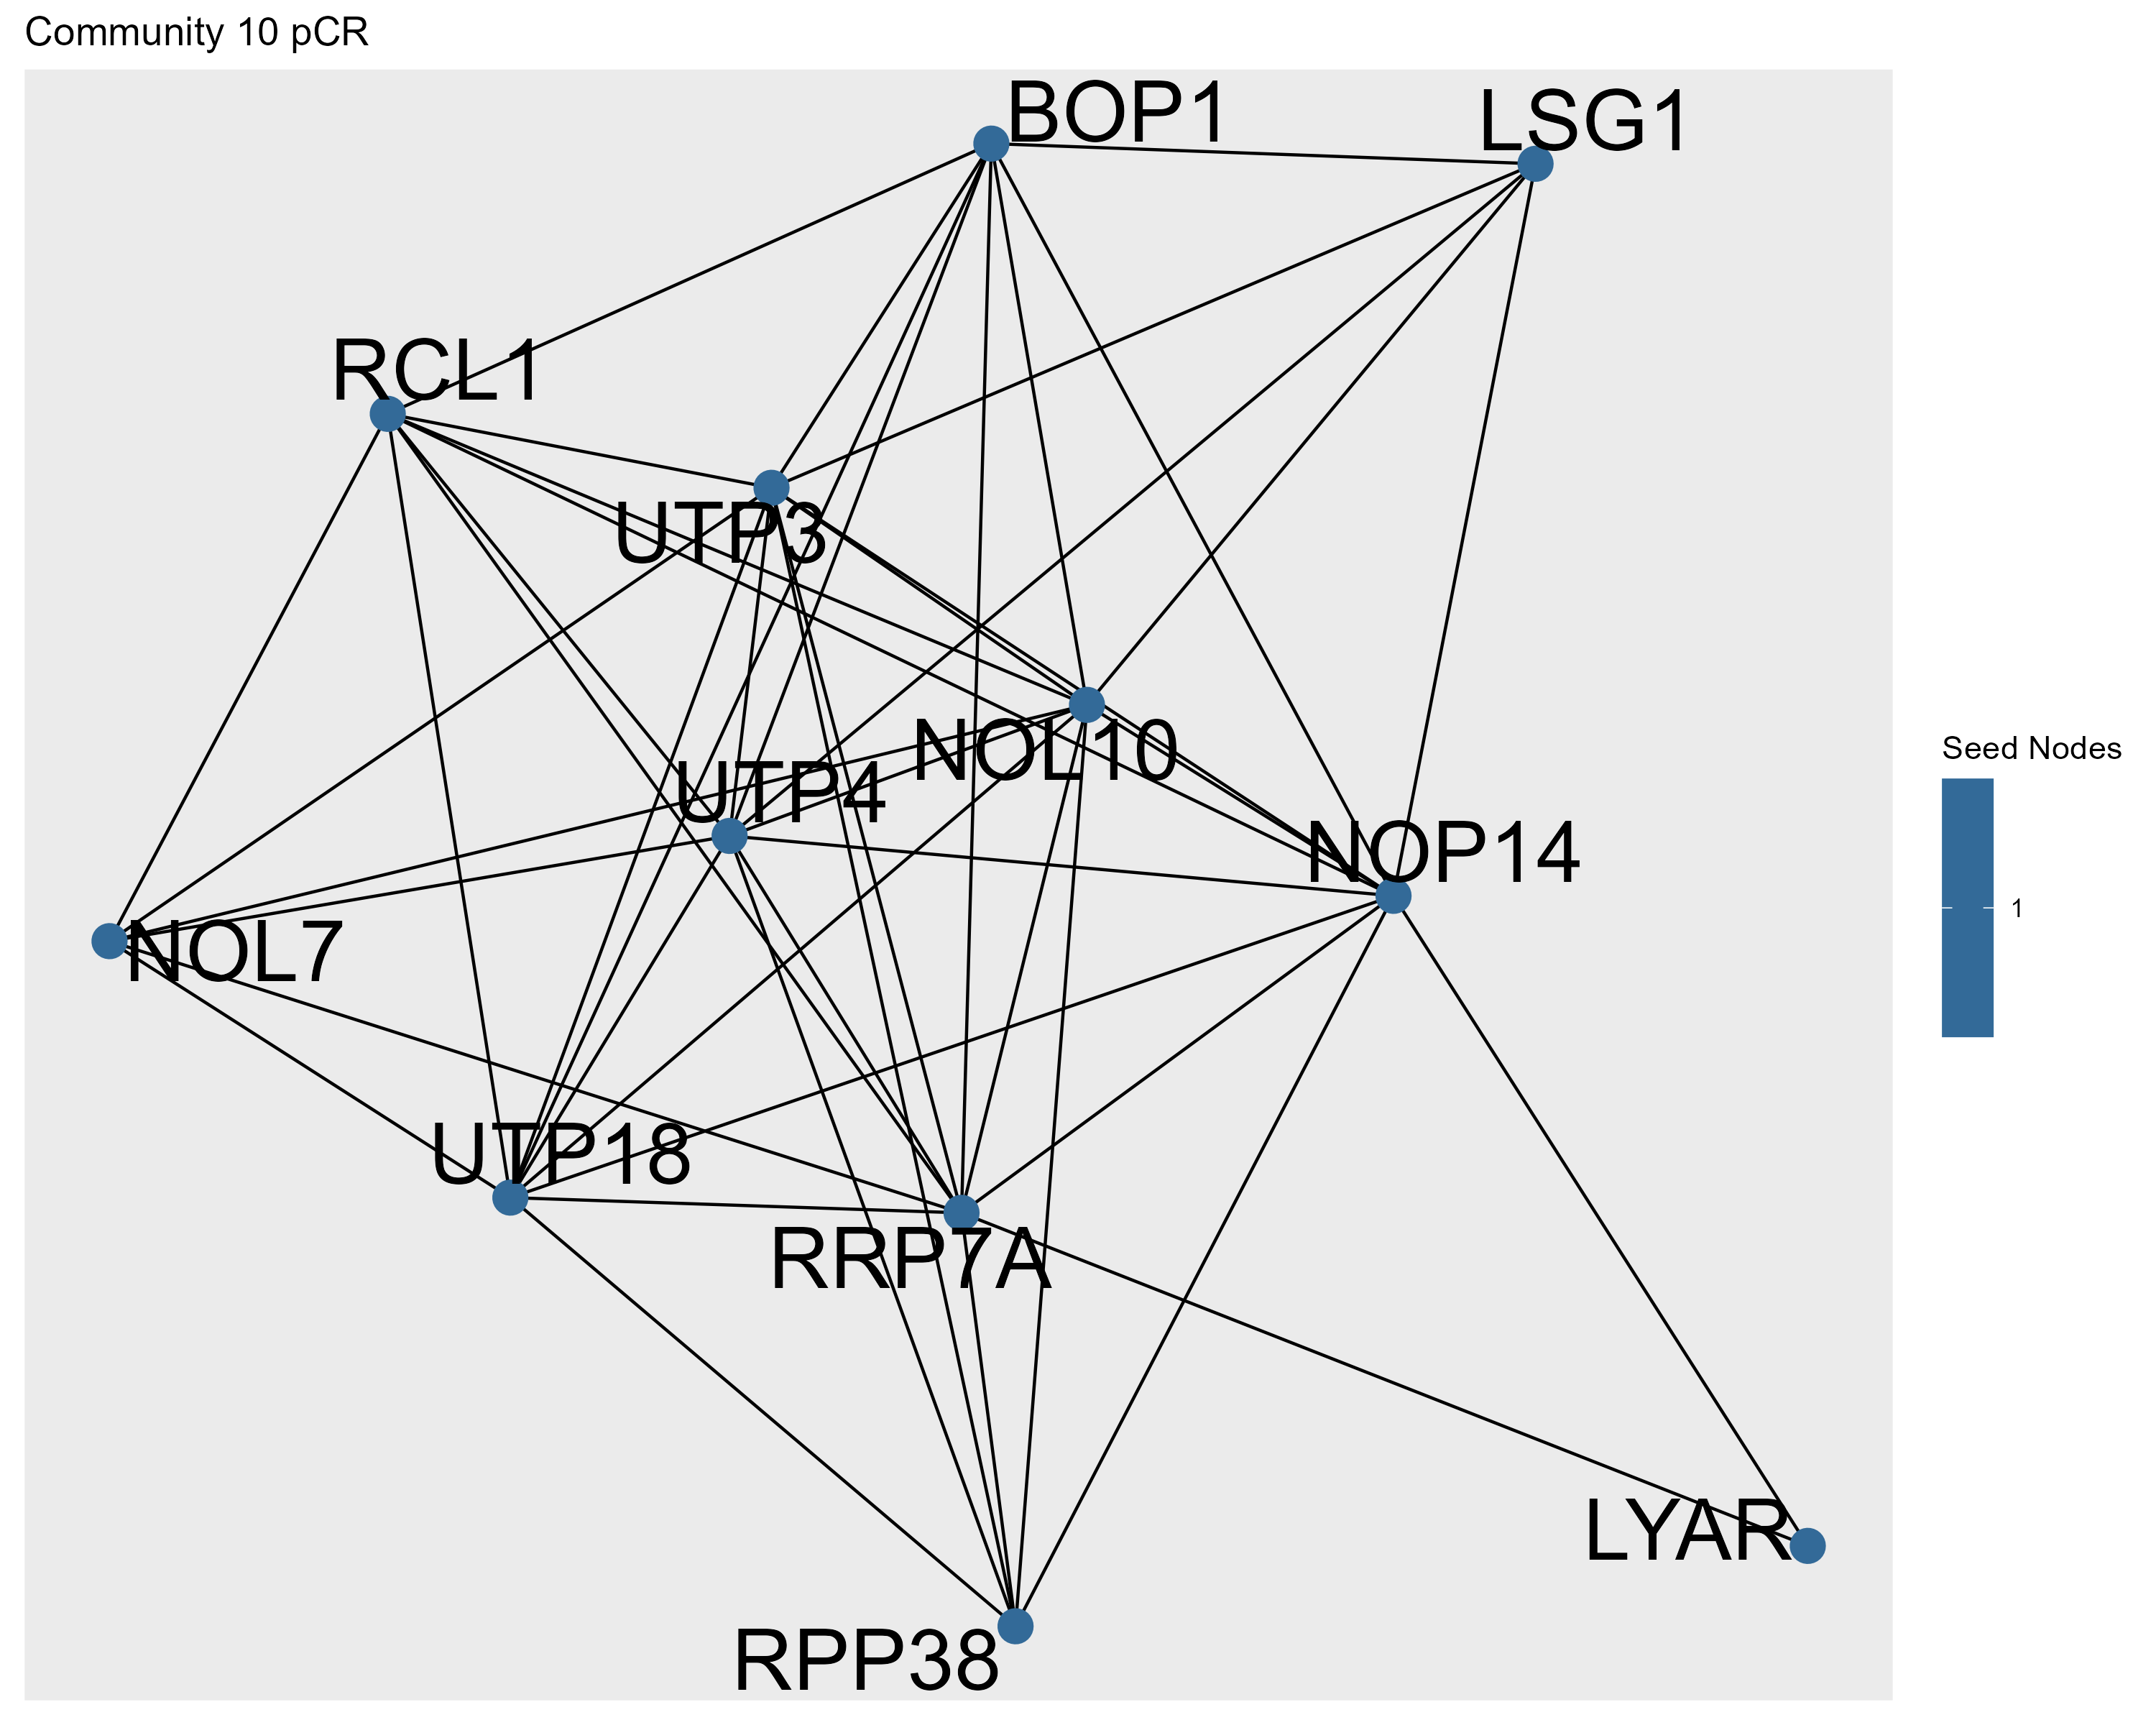 Community 10 pCR
BOP1
LSG1
RCL1
UTP3
NOL10
UTP4
NOP14
NOL7
UTP18
RRP7A
LYAR
RPP38
Seed Nodes
1